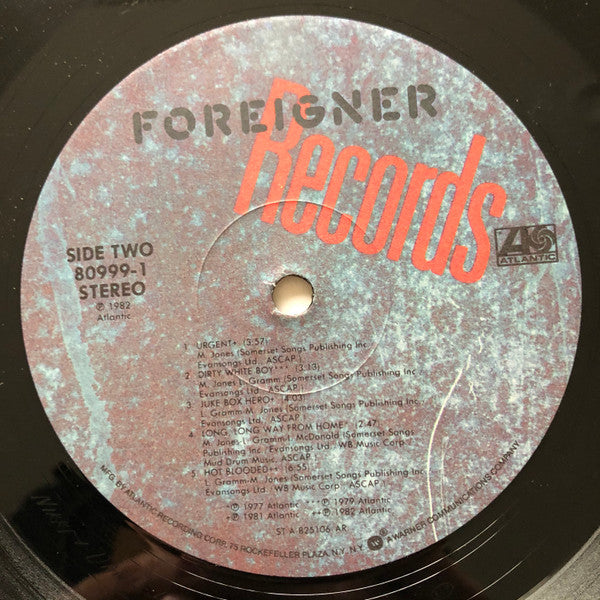 FOREIGNER
Records
SIDE TWO
80999-1
STEREO
℗ 1982
Atlantic
ATLANTIC
1. URGENT+ (3:57)
M. Jones (Somerset Songs Publishing Inc
Evansongs Ltd., ASCAP)
2. DIRTY WHITE BOY*** (3:13)
M. Jones L. Gramm (Somerset Songs Publishing Inc
Evansongs Ltd., ASCAP)
3. JUKE BOX HERO+ (4:03)
L. Gramm-M. Jones (Somerset Songs Publishing Inc
Evansongs Ltd., ASCAP)
4. LONG, LONG WAY FROM HOME* 2:47)
M. Jones L. Gramm I. McDonald (Somerset Songs
Publishing Inc / Evansongs Ltd / WB Music Corp /
Mud Drum Music, ASCAP
5. HOT BLOODED++ (6:55)
L. Gramm-M. Jones (Somerset Songs Publishing Inc
Evansongs Ltd / WB Music Corp ASCAP)
*℗ 1977 Atlantic ***℗ 1979 Atlantic
+℗ 1981 Atlantic ++℗ 1982 Atlantic
ST A 825106 AR
MFG. BY ATLANTIC RECORDING CORP., 75 ROCKEFELLER PLAZA, N.Y. N.Y. A WARNER COMMUNICATIONS COMPANY